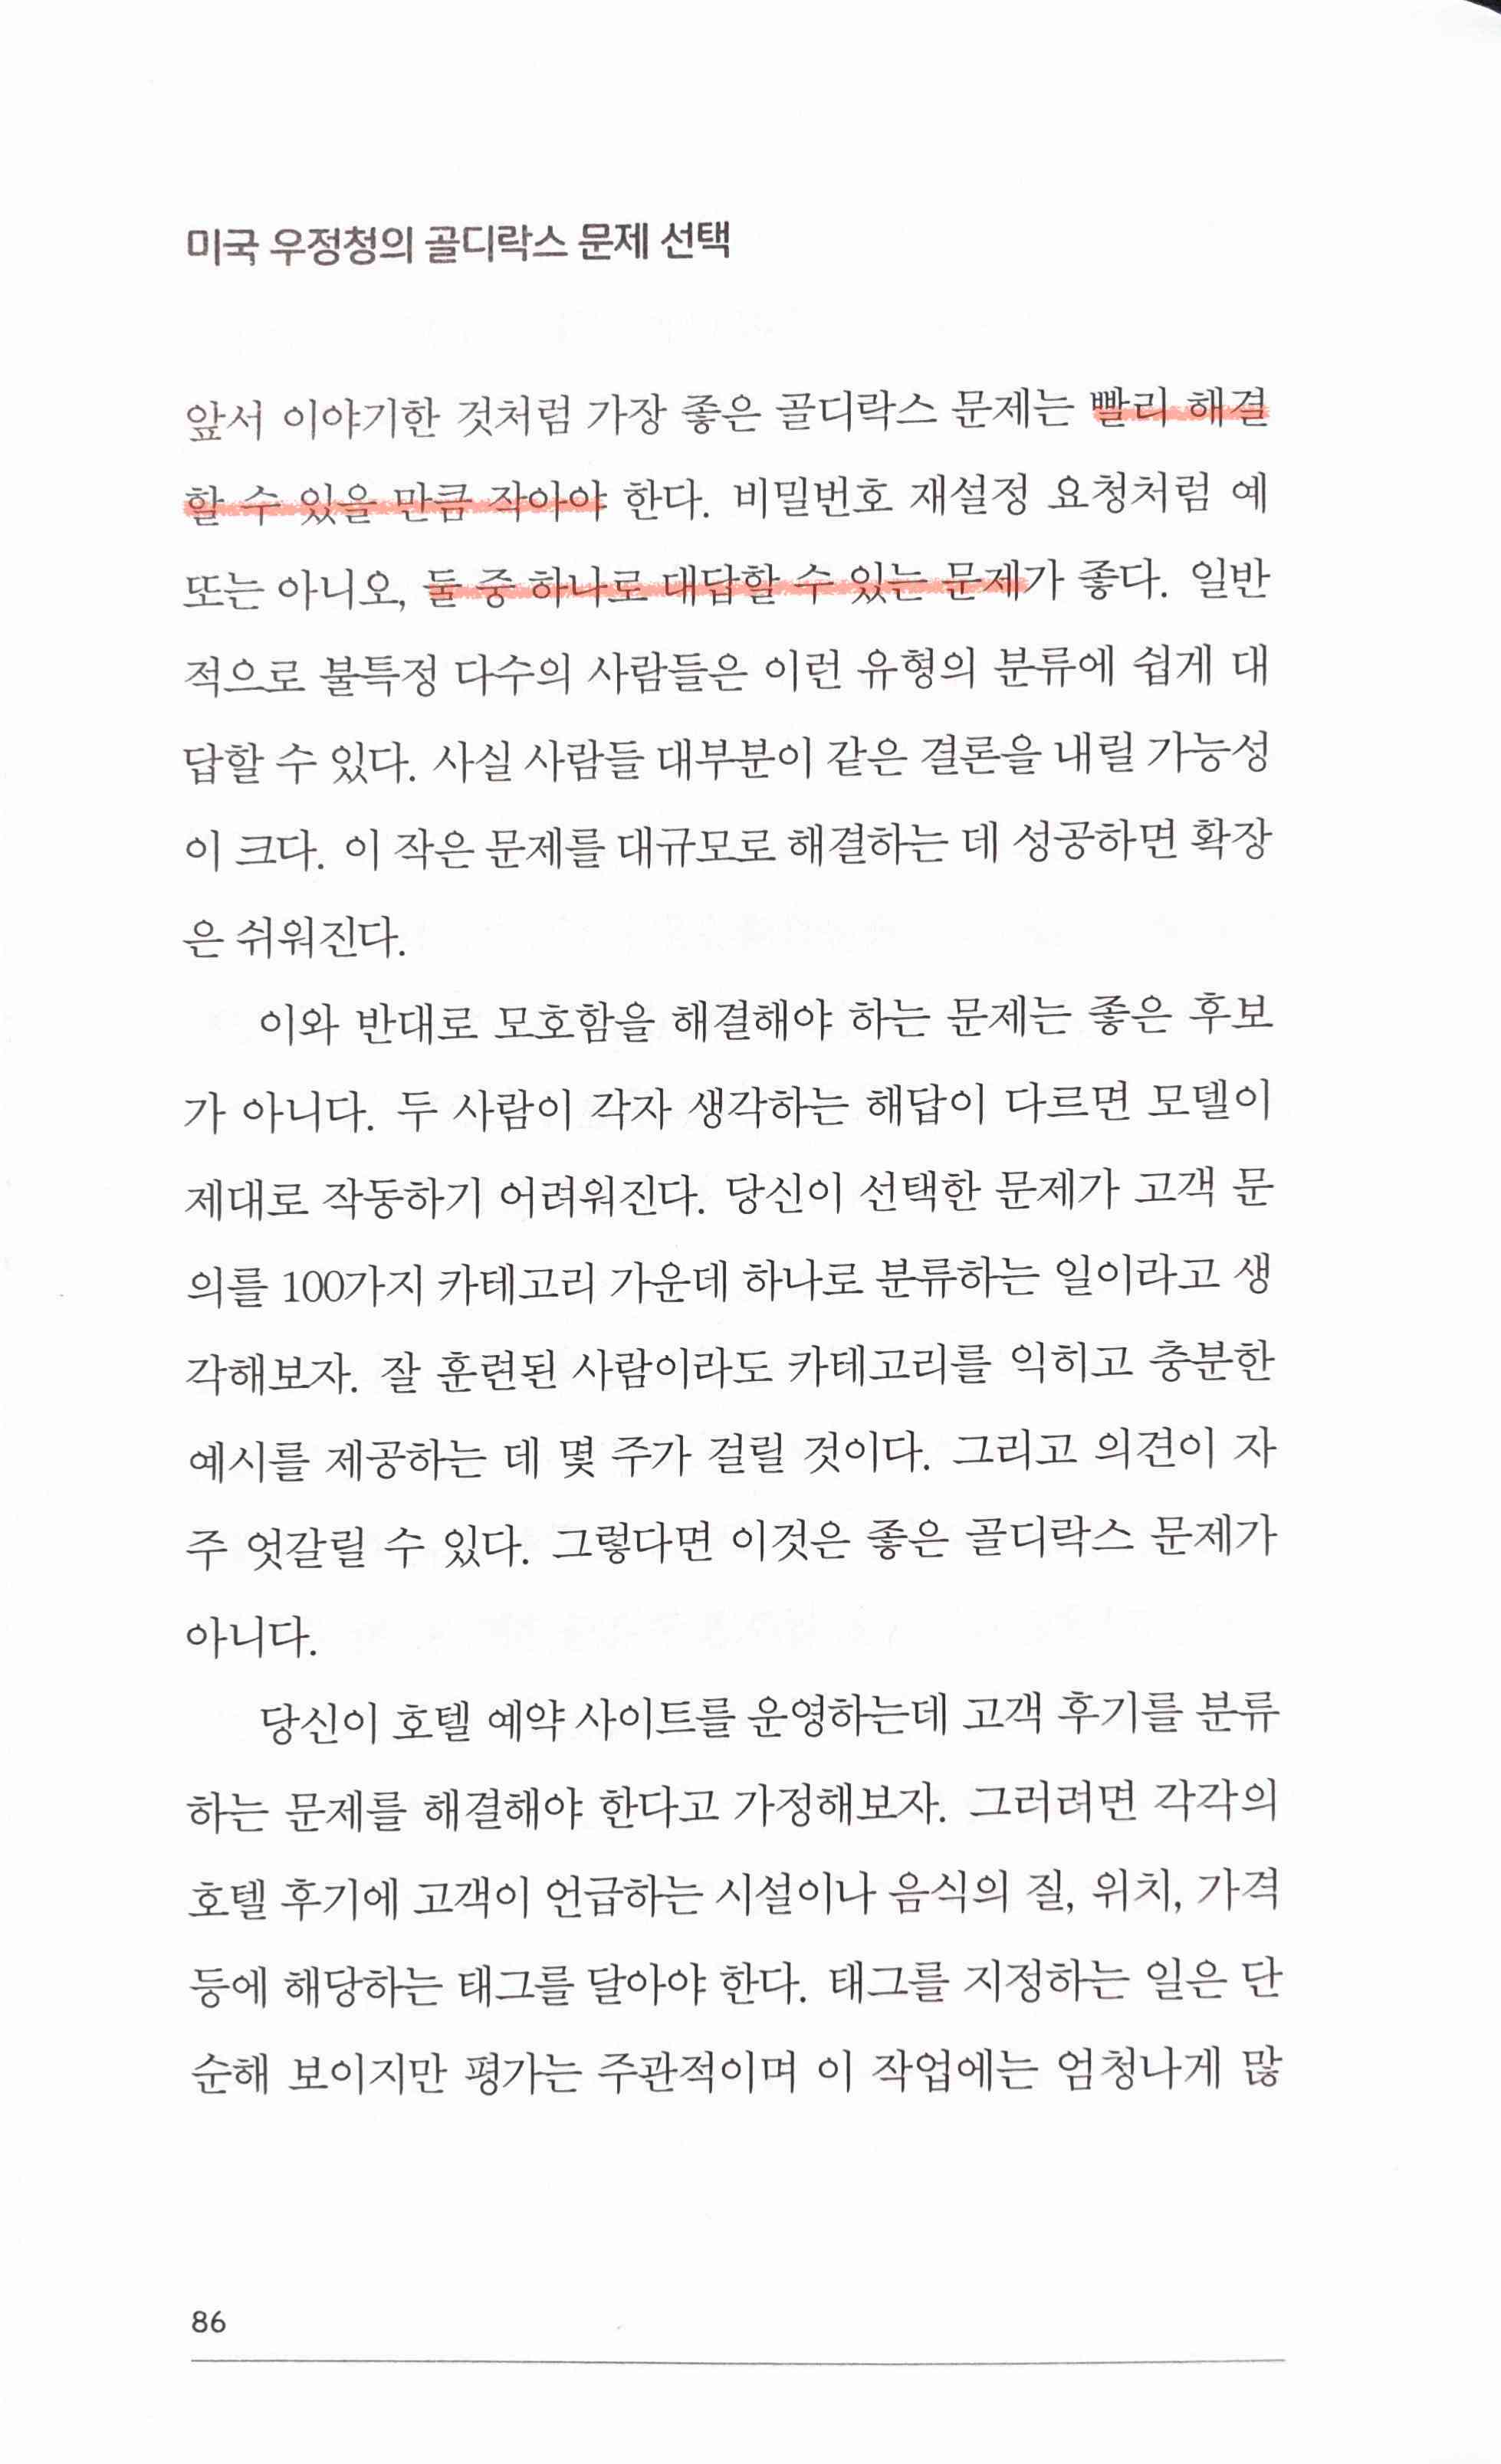 미국 우정청의 골디락스 문제 선택
앞서 이야기한 것처럼 가장 좋은 골디락스 문제는 빨리 해결
할 수 있을 만큼 작아야 한다. 비밀번호 재설정 요청처럼 예
또는 아니오, 둘 중 하나로 대답할 수 있는 문제가 좋다. 일반
적으로 불특정 다수의 사람들은 이런 유형의 분류에 쉽게 대
답할 수 있다. 사실 사람들 대부분이 같은 결론을 내릴 가능성
이 크다. 이 작은 문제를 대규모로 해결하는 데 성공하면 확장
은 쉬워진다.
이와 반대로 모호함을 해결해야 하는 문제는 좋은 후보
가 아니다. 두 사람이 각자 생각하는 해답이 다르면 모델이
제대로 작동하기 어려워진다. 당신이 선택한 문제가 고객 문
의를 100가지 카테고리 가운데 하나로 분류하는 일이라고 생
각해보자. 잘 훈련된 사람이라도 카테고리를 익히고 충분한
예시를 제공하는 데 몇 주가 걸릴 것이다. 그리고 의견이 자
주 엇갈릴 수 있다. 그렇다면 이것은 좋은 골디락스 문제가
아니다.
당신이 호텔 예약 사이트를 운영하는데 고객 후기를 분류
하는 문제를 해결해야 한다고 가정해보자. 그러려면 각각의
호텔 후기에 고객이 언급하는 시설이나 음식의 질, 위치, 가격
등에 해당하는 태그를 달아야 한다. 태그를 지정하는 일은 단
순해 보이지만 평가는 주관적이며 이 작업에는 엄청나게 많
86